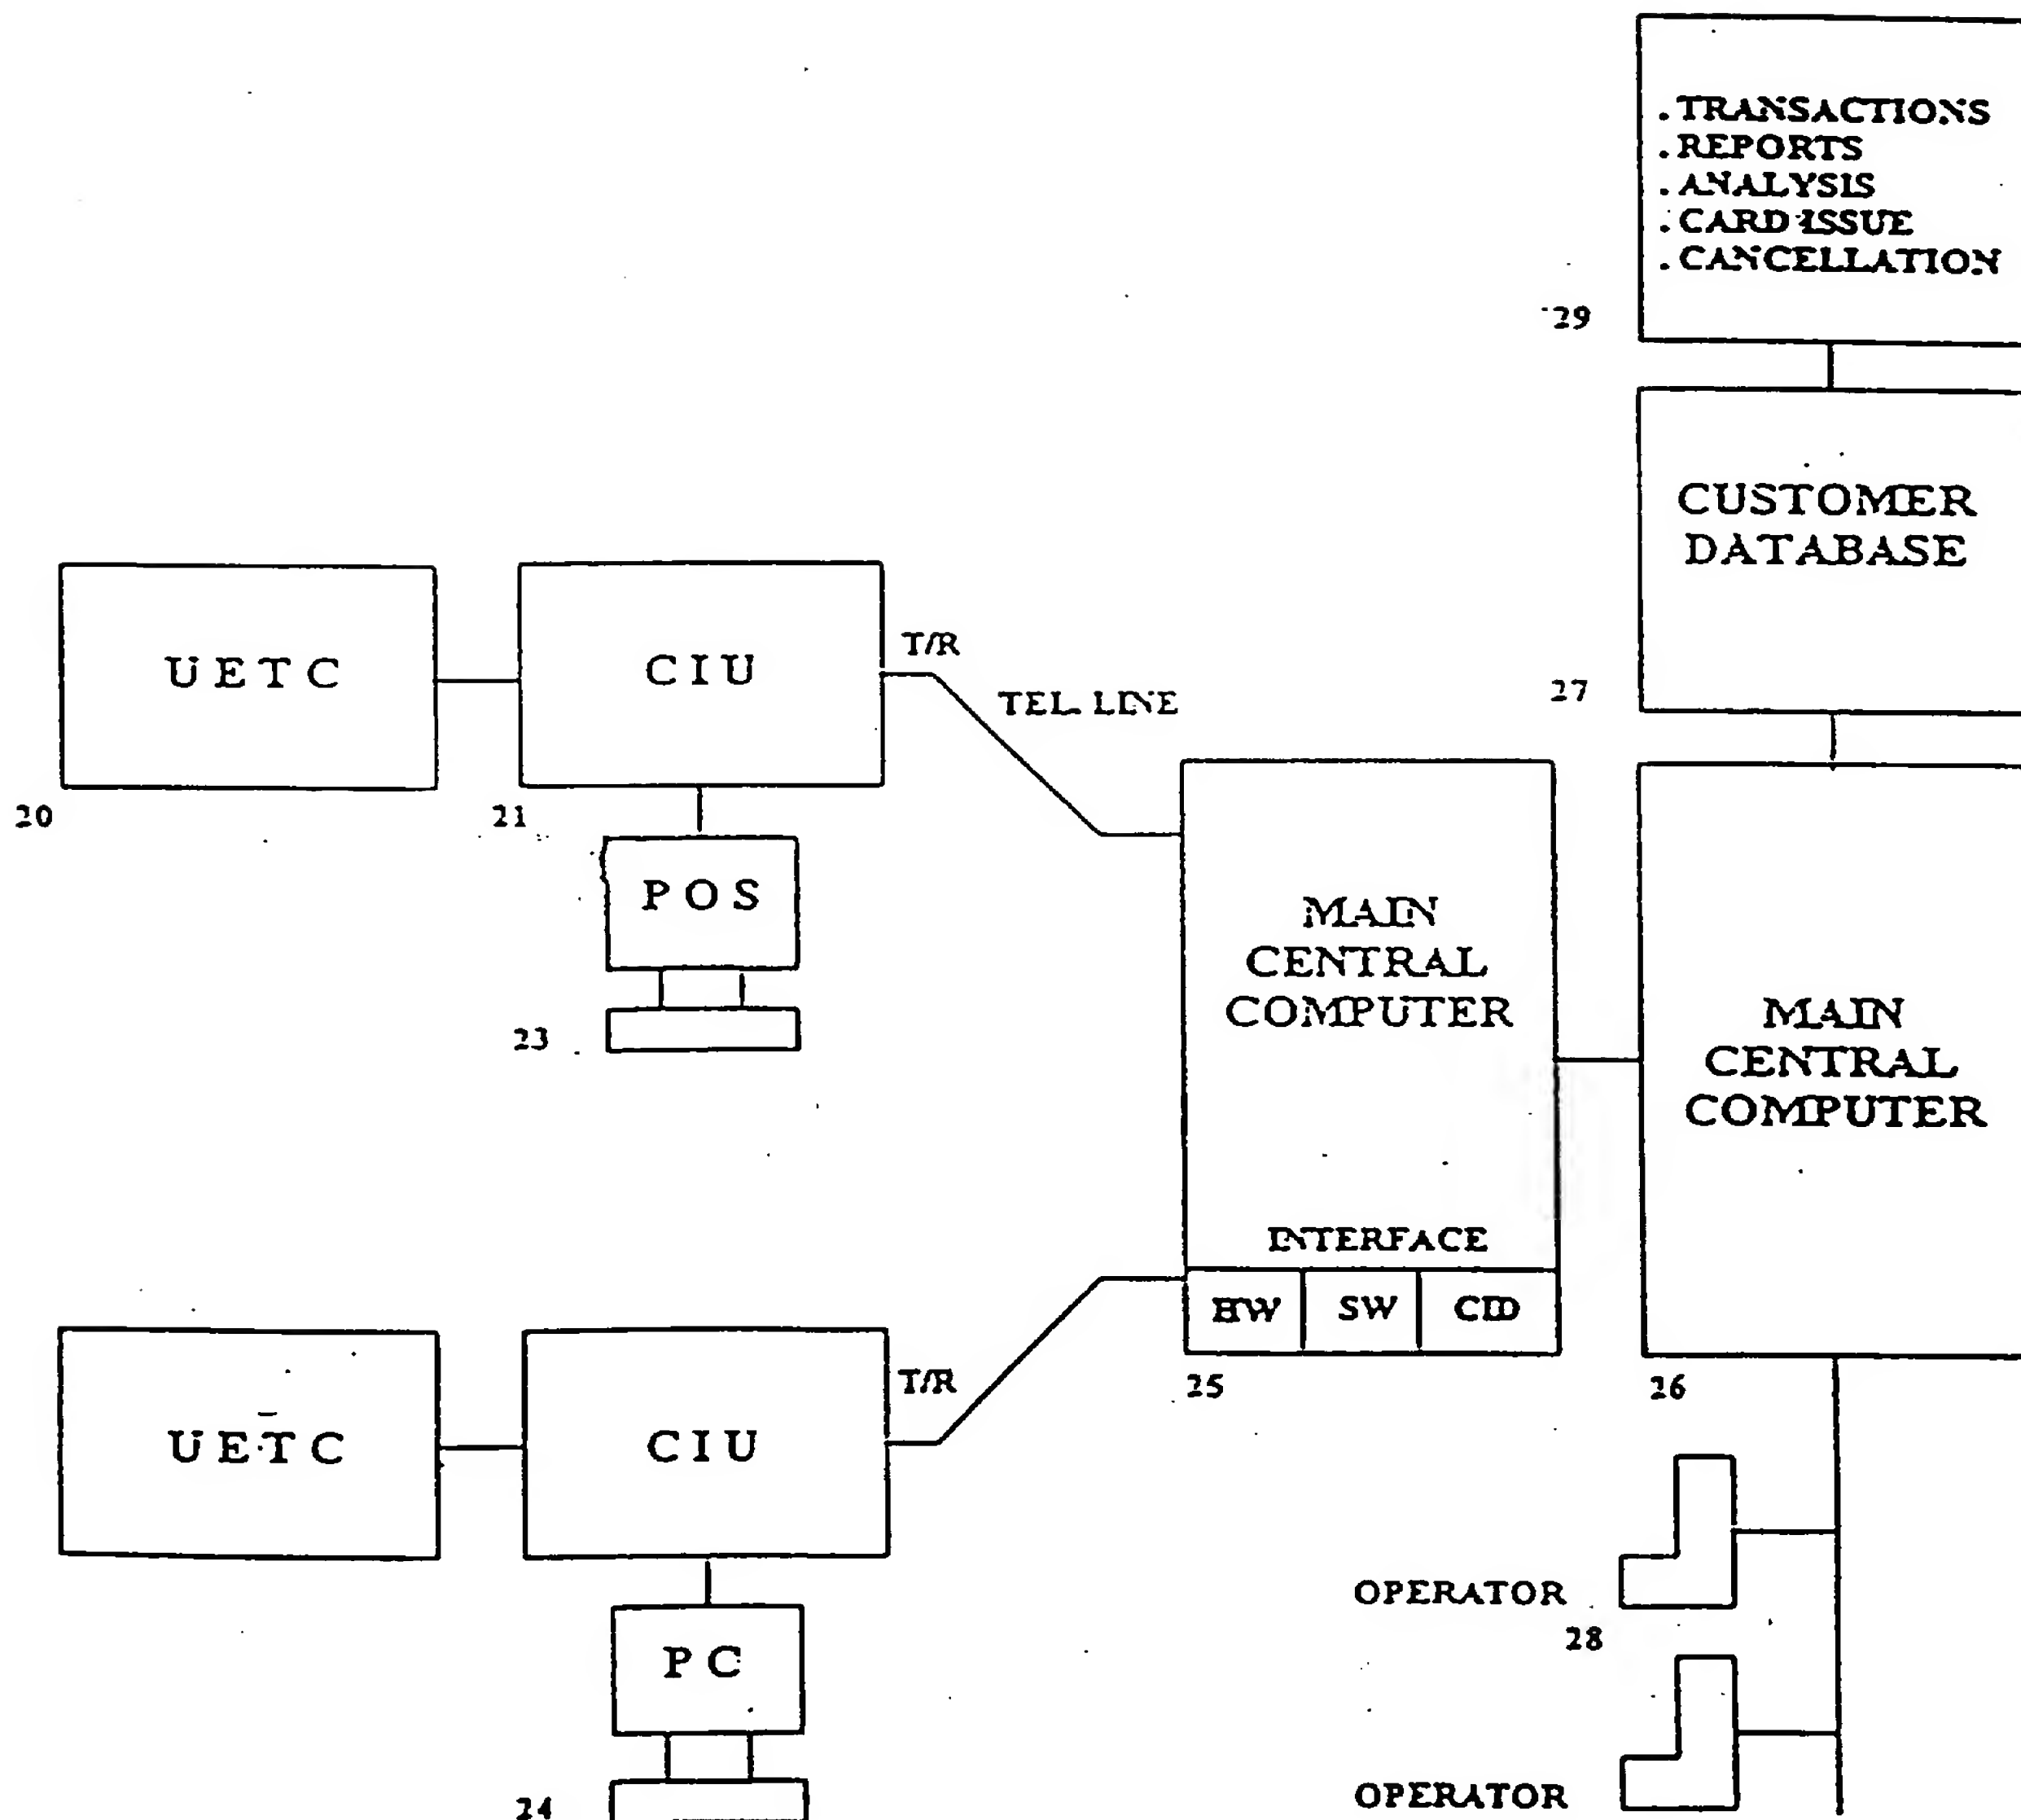 . TRANSACTIONS
. REPORTS
. ANALYSIS
. CARD ISSUE
. CANCELLATION
29
CUSTOMER
DATABASE
27
UETC
20
CIU
21
T/R
TEL. LINE
POS
23
MAIN
CENTRAL
COMPUTER
INTERFACE
HW
SW
CID
25
MAIN
CENTRAL
COMPUTER
26
UETC
CIU
T/R
PC
24
OPERATOR
28
OPERATOR